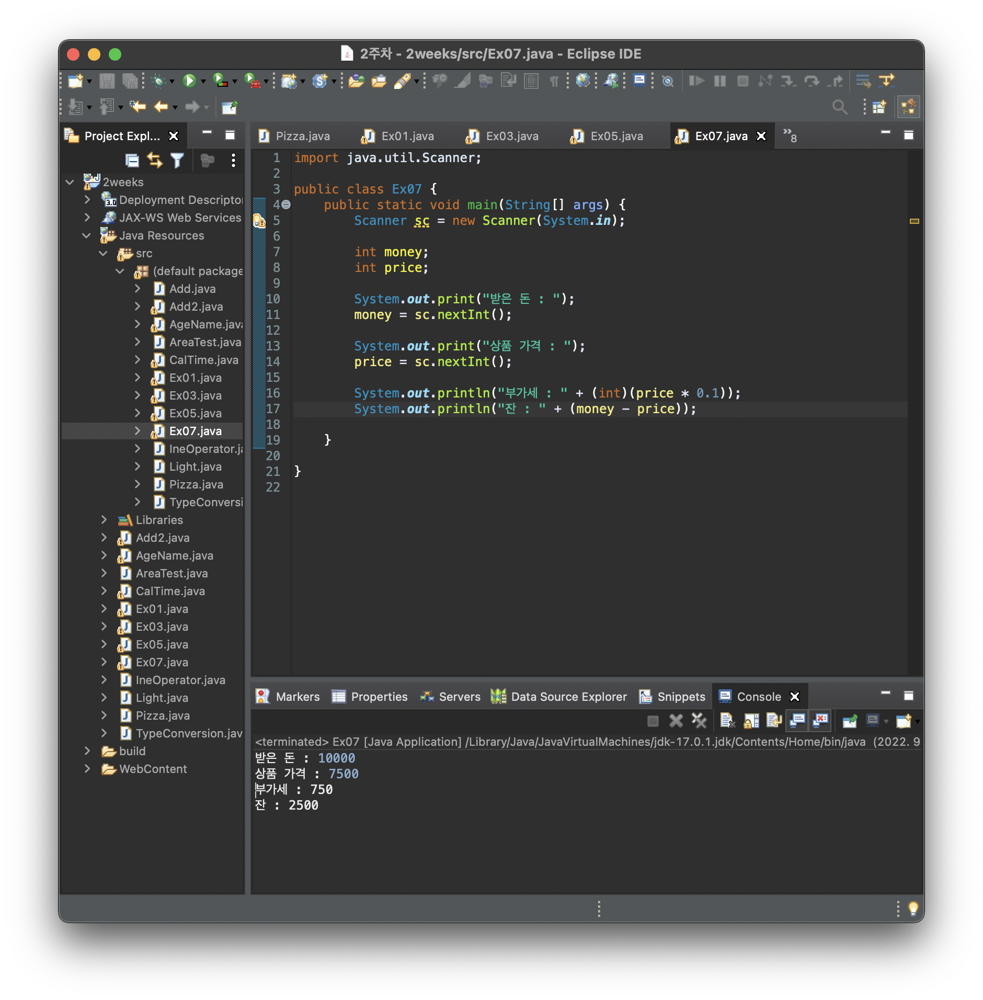 2주차 - 2weeks/src/Ex07.java - Eclipse IDE
Project Expl...
2weeks
3.0 Deployment Descriptor
JAX-WS Web Services
Java Resources
src
(default package
Add.java
Add2.java
AgeName.java
AreaTest.java
CalTime.java
Ex01.java
Ex03.java
Ex05.java
Ex07.java
IneOperator.ja
Light.java
Pizza.java
TypeConversi
Libraries
Add2.java
AgeName.java
AreaTest.java
CalTime.java
Ex01.java
Ex03.java
Ex05.java
Ex07.java
IneOperator.java
Light.java
Pizza.java
TypeConversion.jav
build
WebContent
Pizza.java Ex01.java Ex03.java Ex05.java Ex07.java »8
1 import java.util.Scanner;
2
3 public class Ex07 {
4 public static void main(String[] args) {
5 Scanner sc = new Scanner(System.in);
6
7 int money;
8 int price;
9
10 System.out.print("받은 돈 : ");
11 money = sc.nextInt();
12
13 System.out.print("상품 가격 : ");
14 price = sc.nextInt();
15
16 System.out.println("부가세 : " + (int)(price * 0.1));
17 System.out.println("잔 : " + (money - price));
18
19 }
20
21 }
22
Markers Properties Servers Data Source Explorer Snippets Console
<terminated> Ex07 [Java Application] /Library/Java/JavaVirtualMachines/jdk-17.0.1.jdk/Contents/Home/bin/java (2022. 9
받은 돈 : 10000
상품 가격 : 7500
부가세 : 750
잔 : 2500